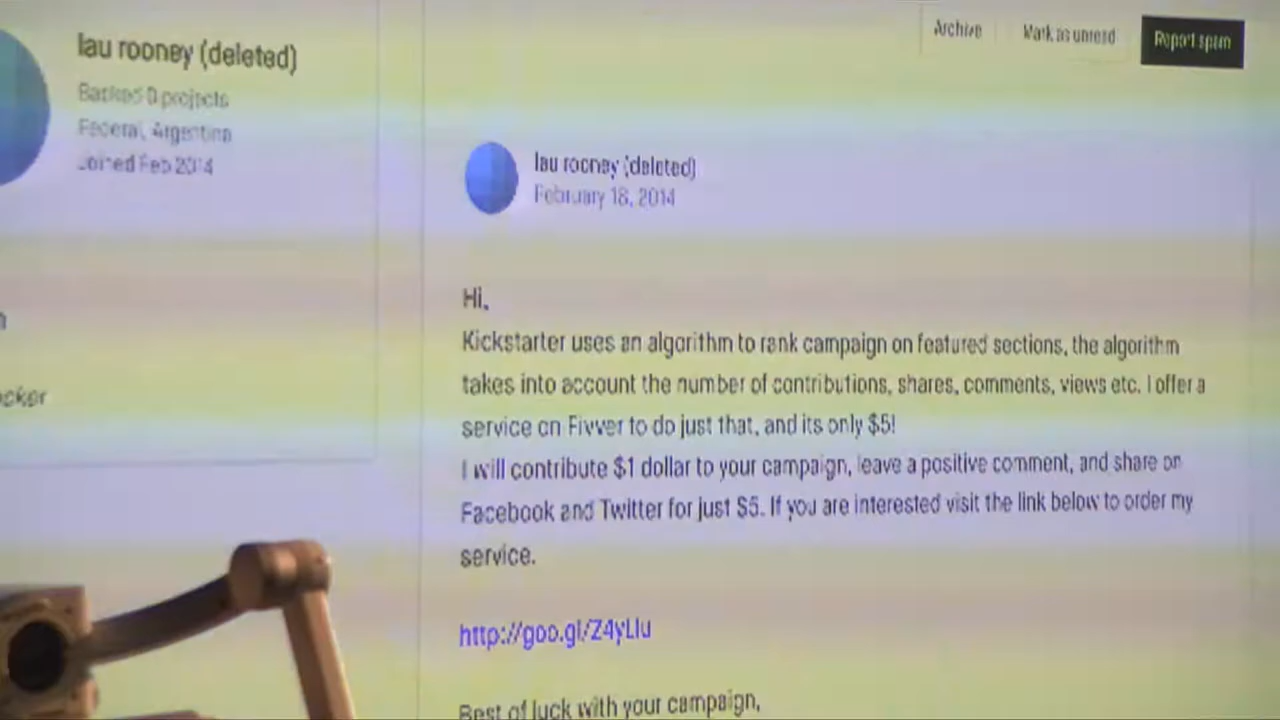 lau rooney (deleted)
Backed 0 projects
Federal, Argentina
Joined Feb 2014
Archive
Mark as unread
Report spam
lau rooney (deleted)
February 18, 2014
Hi,
Kickstarter uses an algorithm to rank campaign on featured sections, the algorithm
takes into account the number of contributions, shares, comments, views etc. I offer a
service on Fivver to do just that, and its only $5!
I will contribute $1 dollar to your campaign, leave a positive comment, and share on
Facebook and Twitter for just $5. If you are interested visit the link below to order my
service.
http://goo.gl/Z4yLlu
Best of luck with your campaign,